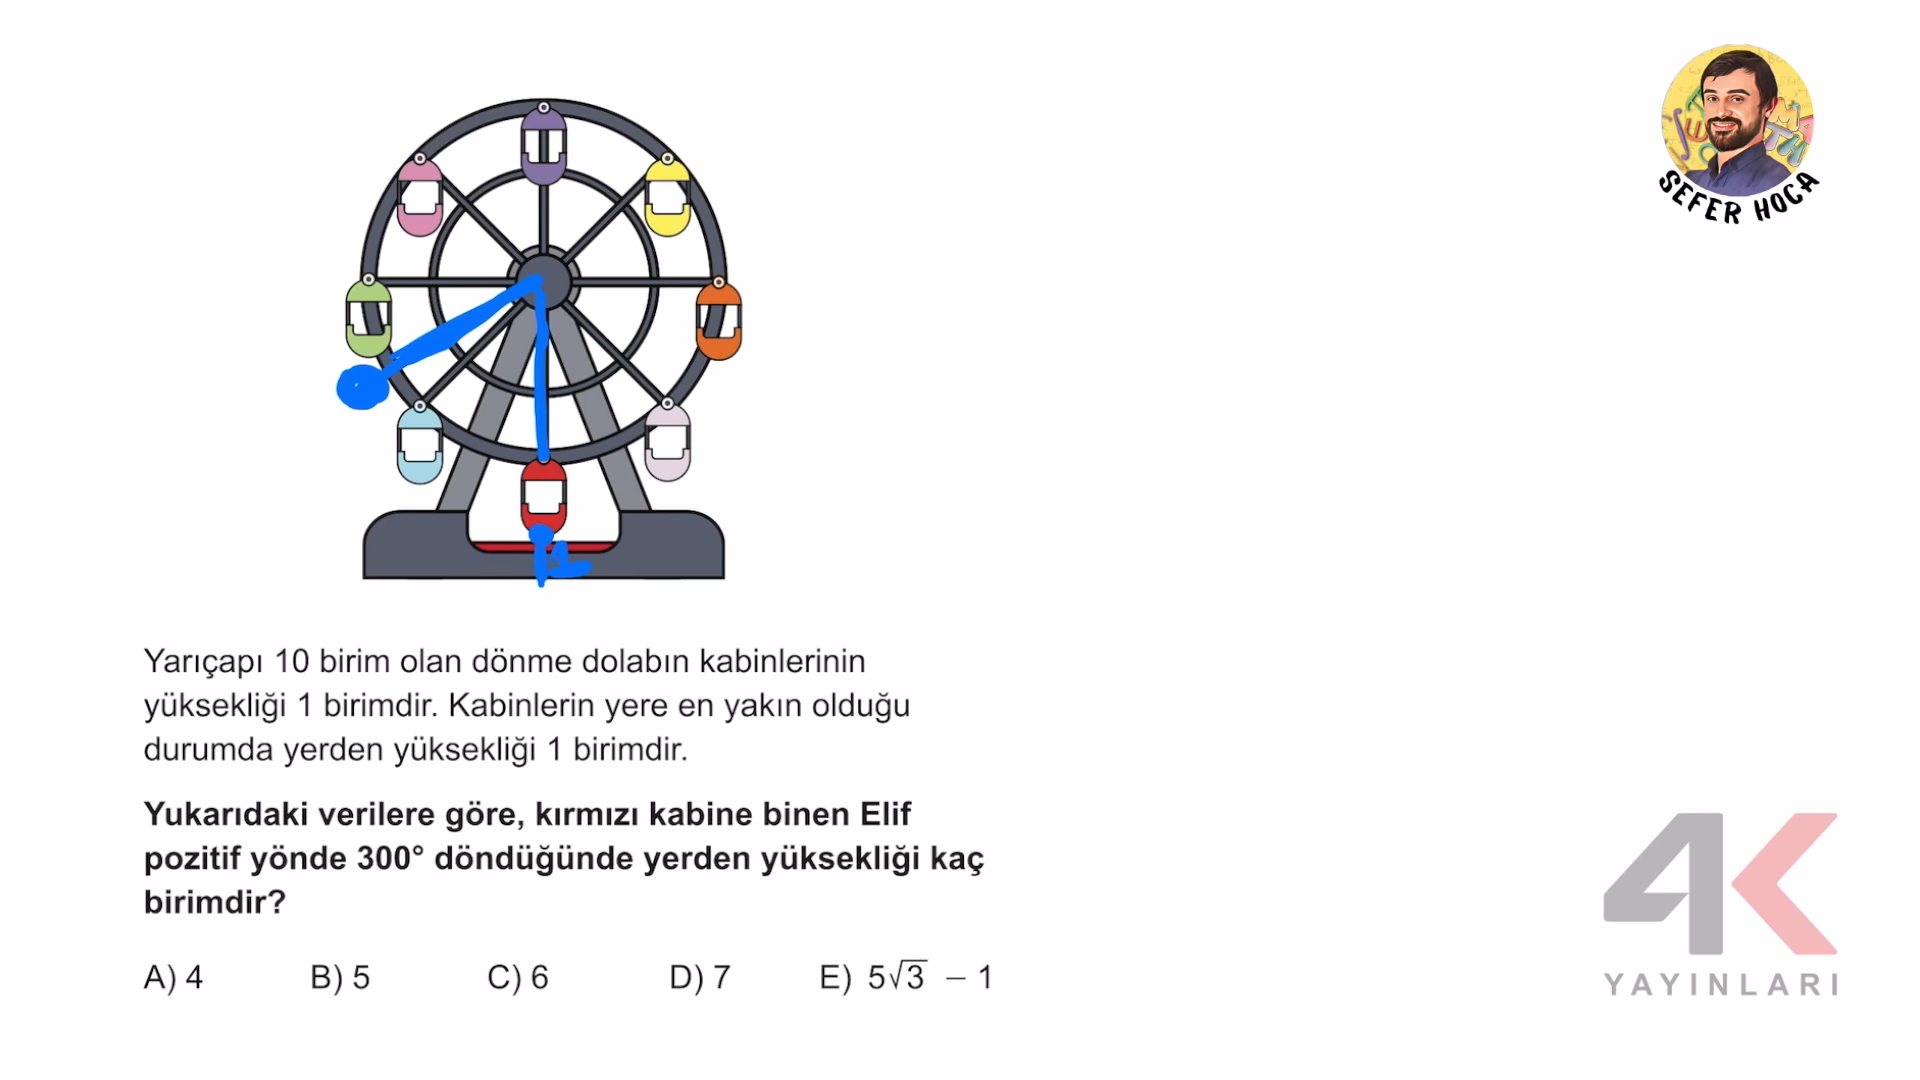 SEFER HOCA
1
Yarıçapı 10 birim olan dönme dolabın kabinlerinin
yüksekliği 1 birimdir. Kabinlerin yere en yakın olduğu
durumda yerden yüksekliği 1 birimdir.
Yukarıdaki verilere göre, kırmızı kabine binen Elif
pozitif yönde 300° döndüğünde yerden yüksekliği kaç
birimdir?
A) 4 B) 5 C) 6 D) 7 E) 5√3 − 1
4K
YAYINLARI